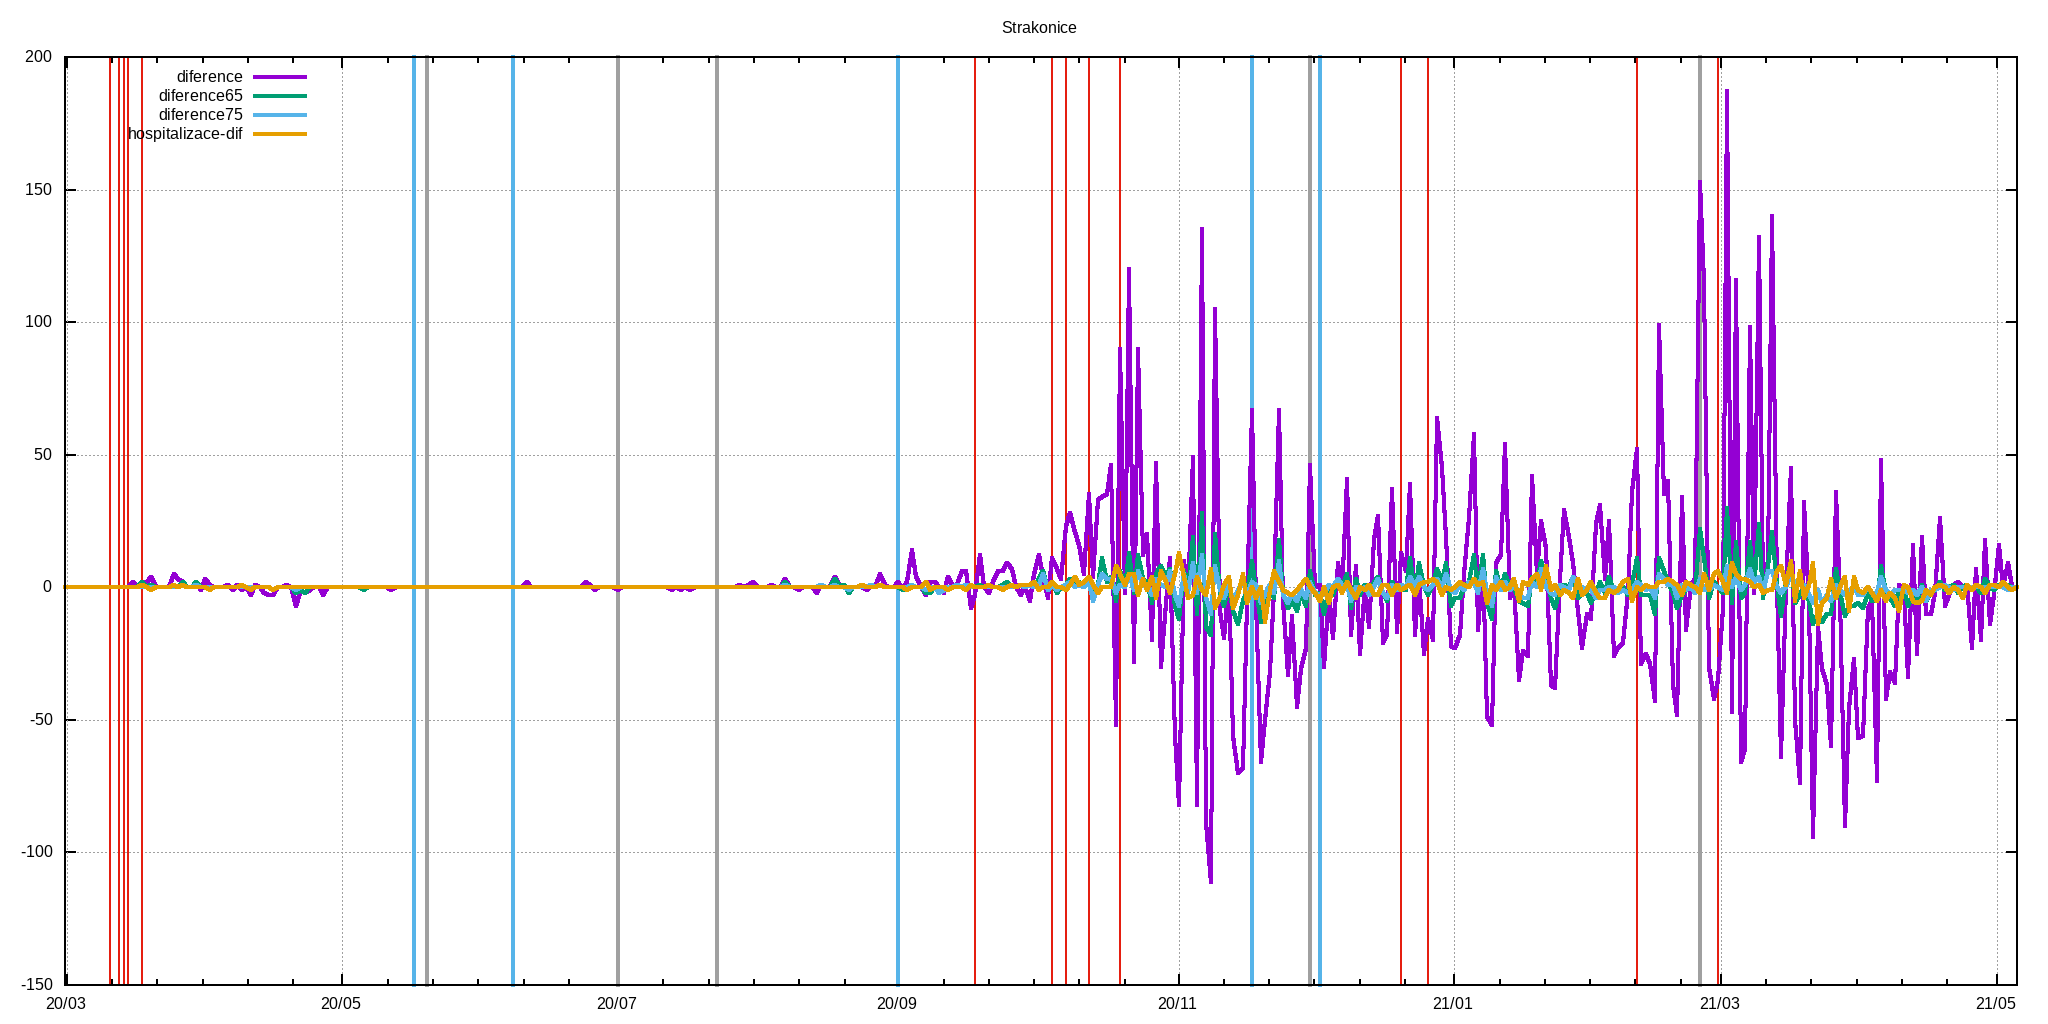 Strakonice
200
150
100
50
0
-50
-100
-150
diference
diference65
diference75
hospitalizace-dif
20/03 20/05 20/07 20/09 20/11 21/01 21/03 21/05